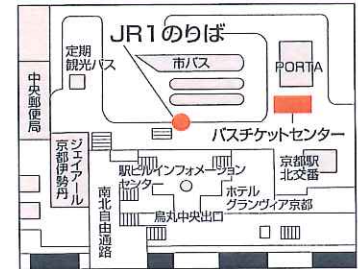 JR1のりば
定期
観光バス
市バス
PORTA
中央郵便局
バスチケットセンター
ジェイアール
京都伊勢丹
駅ビルインフォメーション
センター
京都駅
北交番
ホテル
グランヴィア京都
南北自由通路
烏丸中央出口